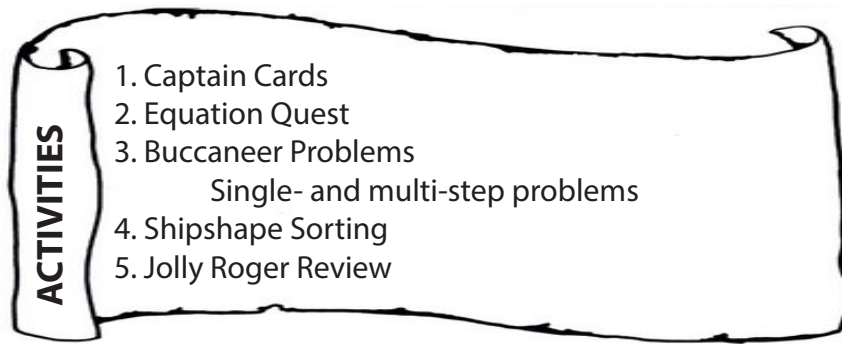 ACTIVITIES
1. Captain Cards
2. Equation Quest
3. Buccaneer Problems
Single- and multi-step problems
4. Shipshape Sorting
5. Jolly Roger Review